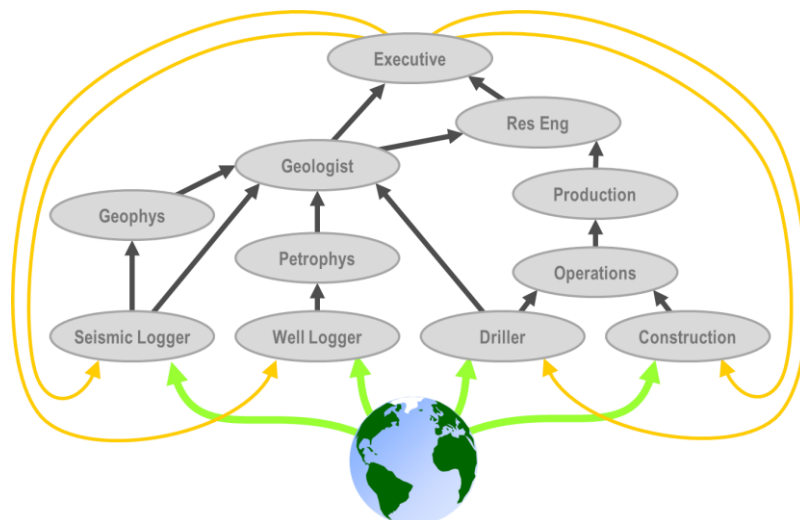 Executive
Res Eng
Geologist
Production
Geophys
Petrophys
Operations
Seismic Logger
Well Logger
Driller
Construction